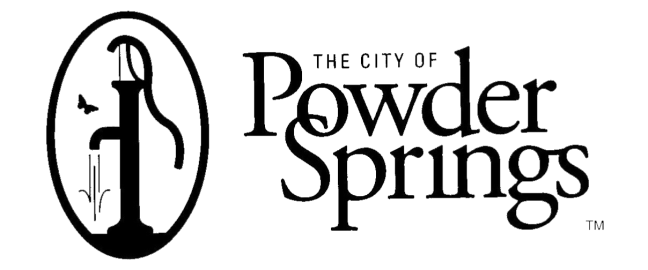 THE CITY OF
Powder
Springs
TM